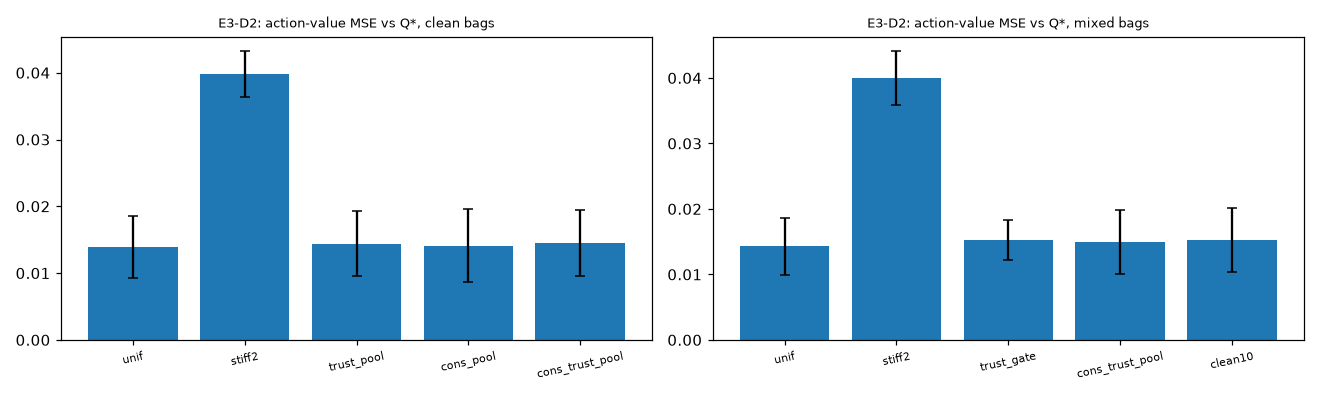 E3-D2: action-value MSE vs Q*, clean bags
0.04
0.03
0.02
0.01
0.00
unif
stiff2
trust_pool
cons_pool
cons_trust_pool
E3-D2: action-value MSE vs Q*, mixed bags
0.04
0.03
0.02
0.01
0.00
unif
stiff2
trust_gate
cons_trust_pool
clean10